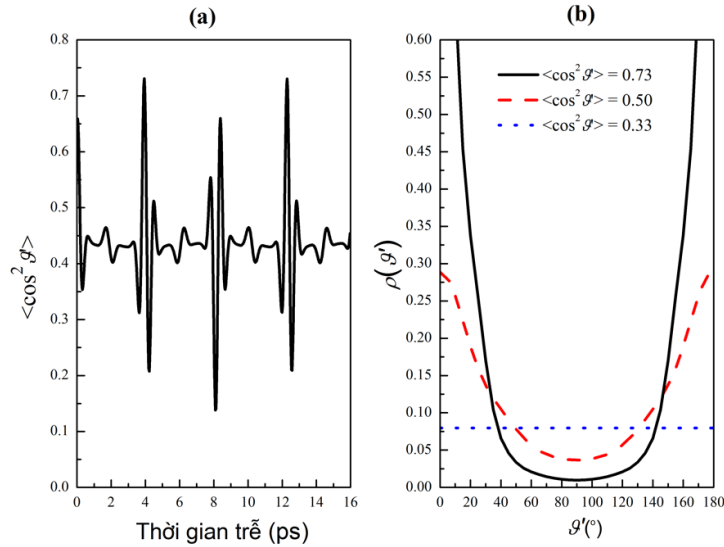 (a)
(b)
0.8
0.7
0.6
0.5
0.4
0.3
0.2
0.1
0.0
<cos² 𝜗'>
0 2 4 6 8 10 12 14 16
Thời gian trễ (ps)
0.60
0.55
0.50
0.45
0.40
0.35
0.30
0.25
0.20
0.15
0.10
0.05
0.00
ρ(𝜗')
<cos² 𝜗'> = 0.73
<cos² 𝜗'> = 0.50
<cos² 𝜗'> = 0.33
0 20 40 60 80 100 120 140 160 180
𝜗'(°)